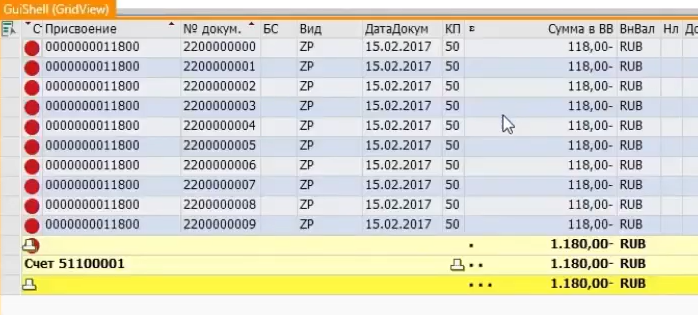 GuiShell (GridView)
С Присвоение № докум. БС Вид ДатаДокум КП Σ Сумма в ВВ ВнВал Нл До
0000000011800 2200000000 ZP 15.02.2017 50 118,00- RUB
0000000011800 2200000001 ZP 15.02.2017 50 118,00- RUB
0000000011800 2200000002 ZP 15.02.2017 50 118,00- RUB
0000000011800 2200000003 ZP 15.02.2017 50 118,00- RUB
0000000011800 2200000004 ZP 15.02.2017 50 118,00- RUB
0000000011800 2200000005 ZP 15.02.2017 50 118,00- RUB
0000000011800 2200000006 ZP 15.02.2017 50 118,00- RUB
0000000011800 2200000007 ZP 15.02.2017 50 118,00- RUB
0000000011800 2200000008 ZP 15.02.2017 50 118,00- RUB
0000000011800 2200000009 ZP 15.02.2017 50 118,00- RUB
1.180,00- RUB
Счет 51100001 1.180,00- RUB
1.180,00- RUB